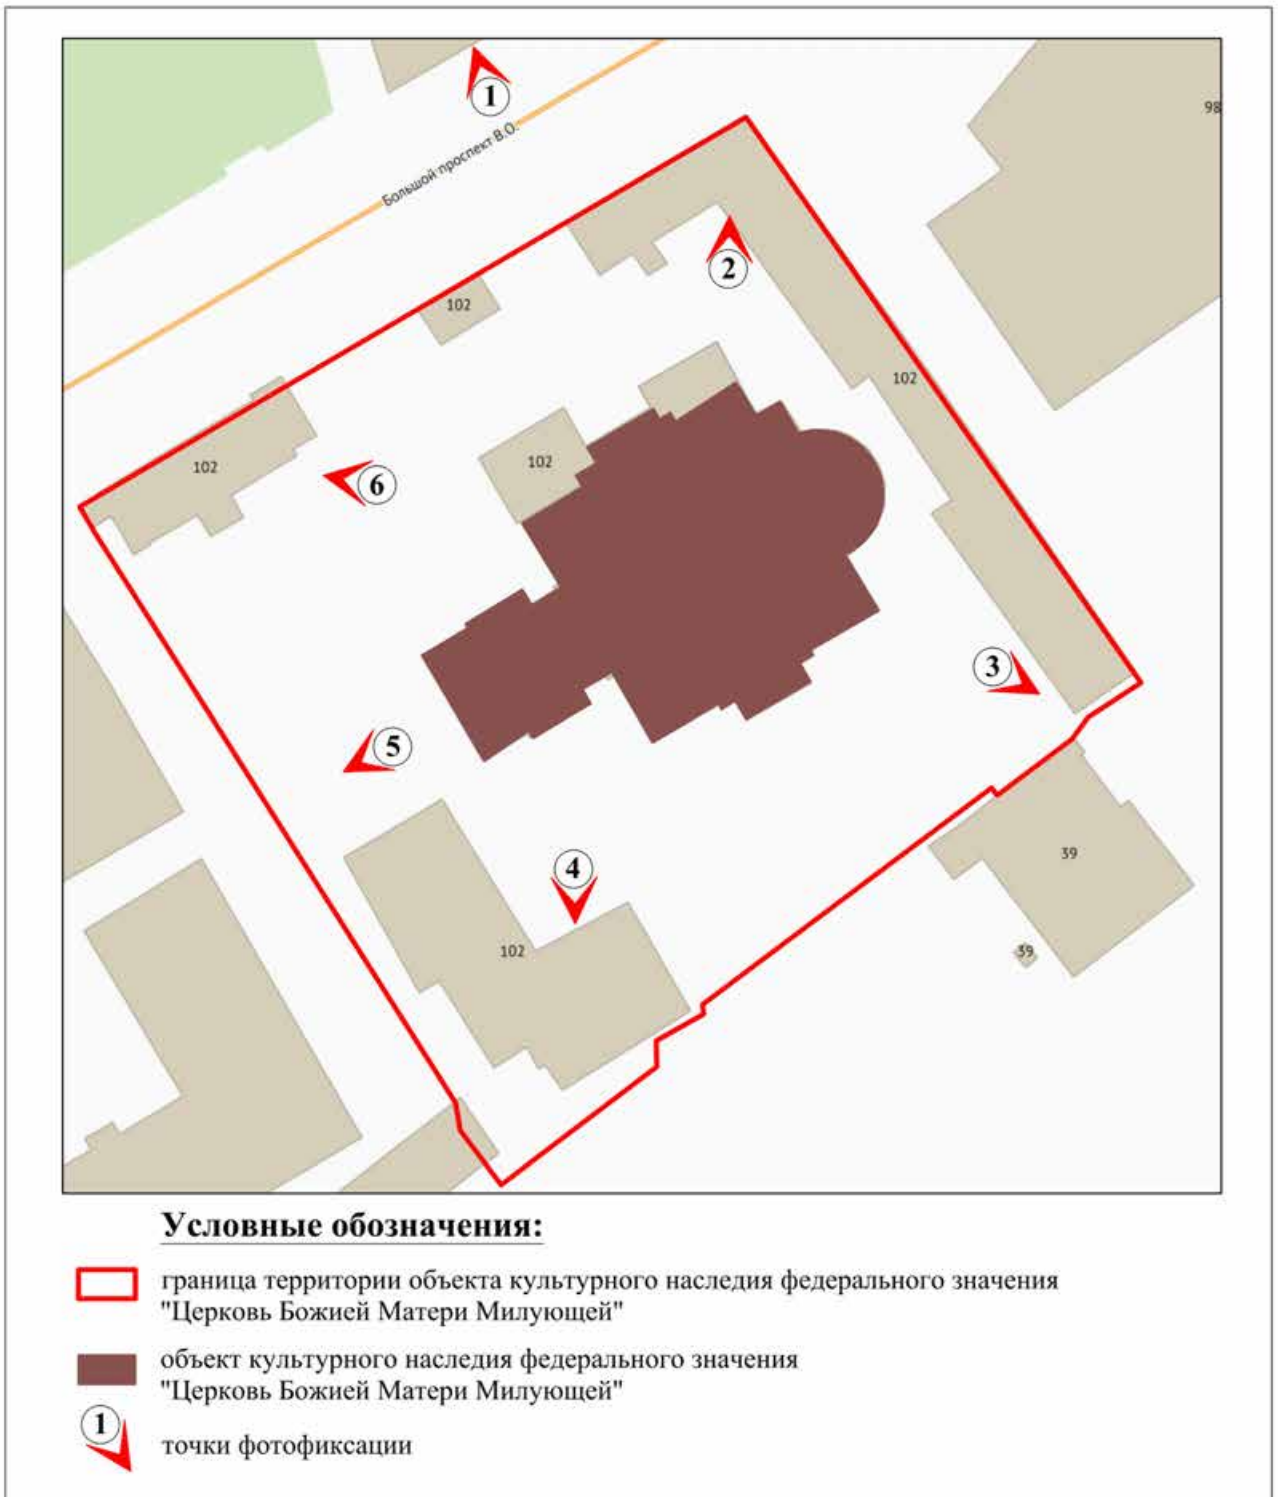 1
98
Большой проспект В.О.
2
102
102
102
102
6
3
5
39
4
102
39
Условные обозначения:
граница территории объекта культурного наследия федерального значения
"Церковь Божией Матери Милующей"
объект культурного наследия федерального значения
"Церковь Божией Матери Милующей"
1
точки фотофиксации